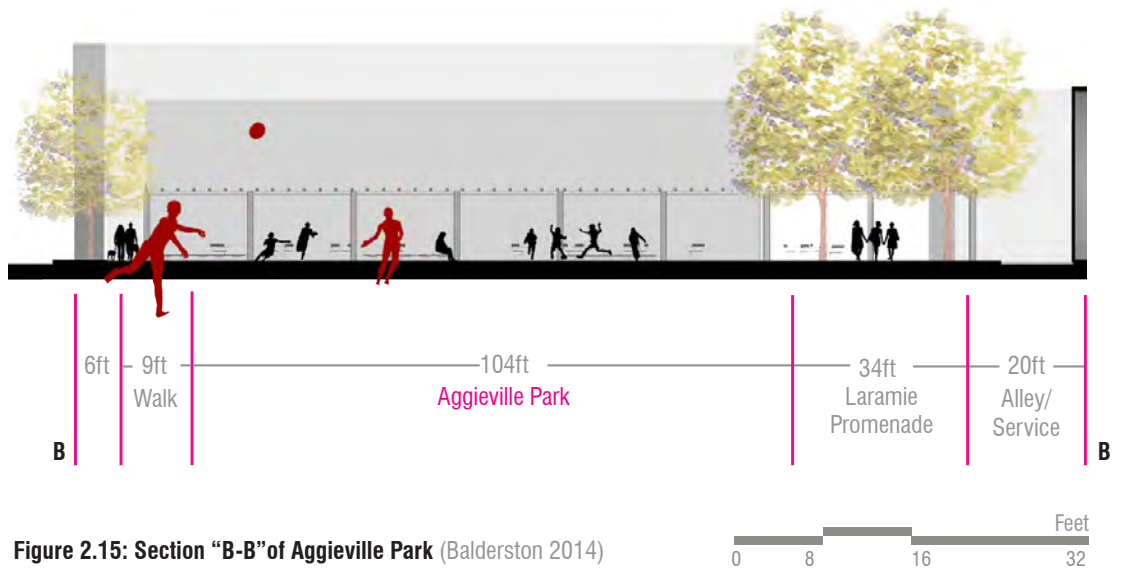 6ft 9ft 104ft 34ft 20ft
Walk Aggieville Park Laramie Promenade Alley/ Service
B B
Feet
Figure 2.15: Section “B-B”of Aggieville Park (Balderston 2014)
0 8 16 32